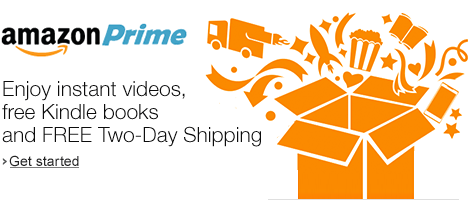 amazonPrime
Enjoy instant videos,
free Kindle books
and FREE Two-Day Shipping
› Get started